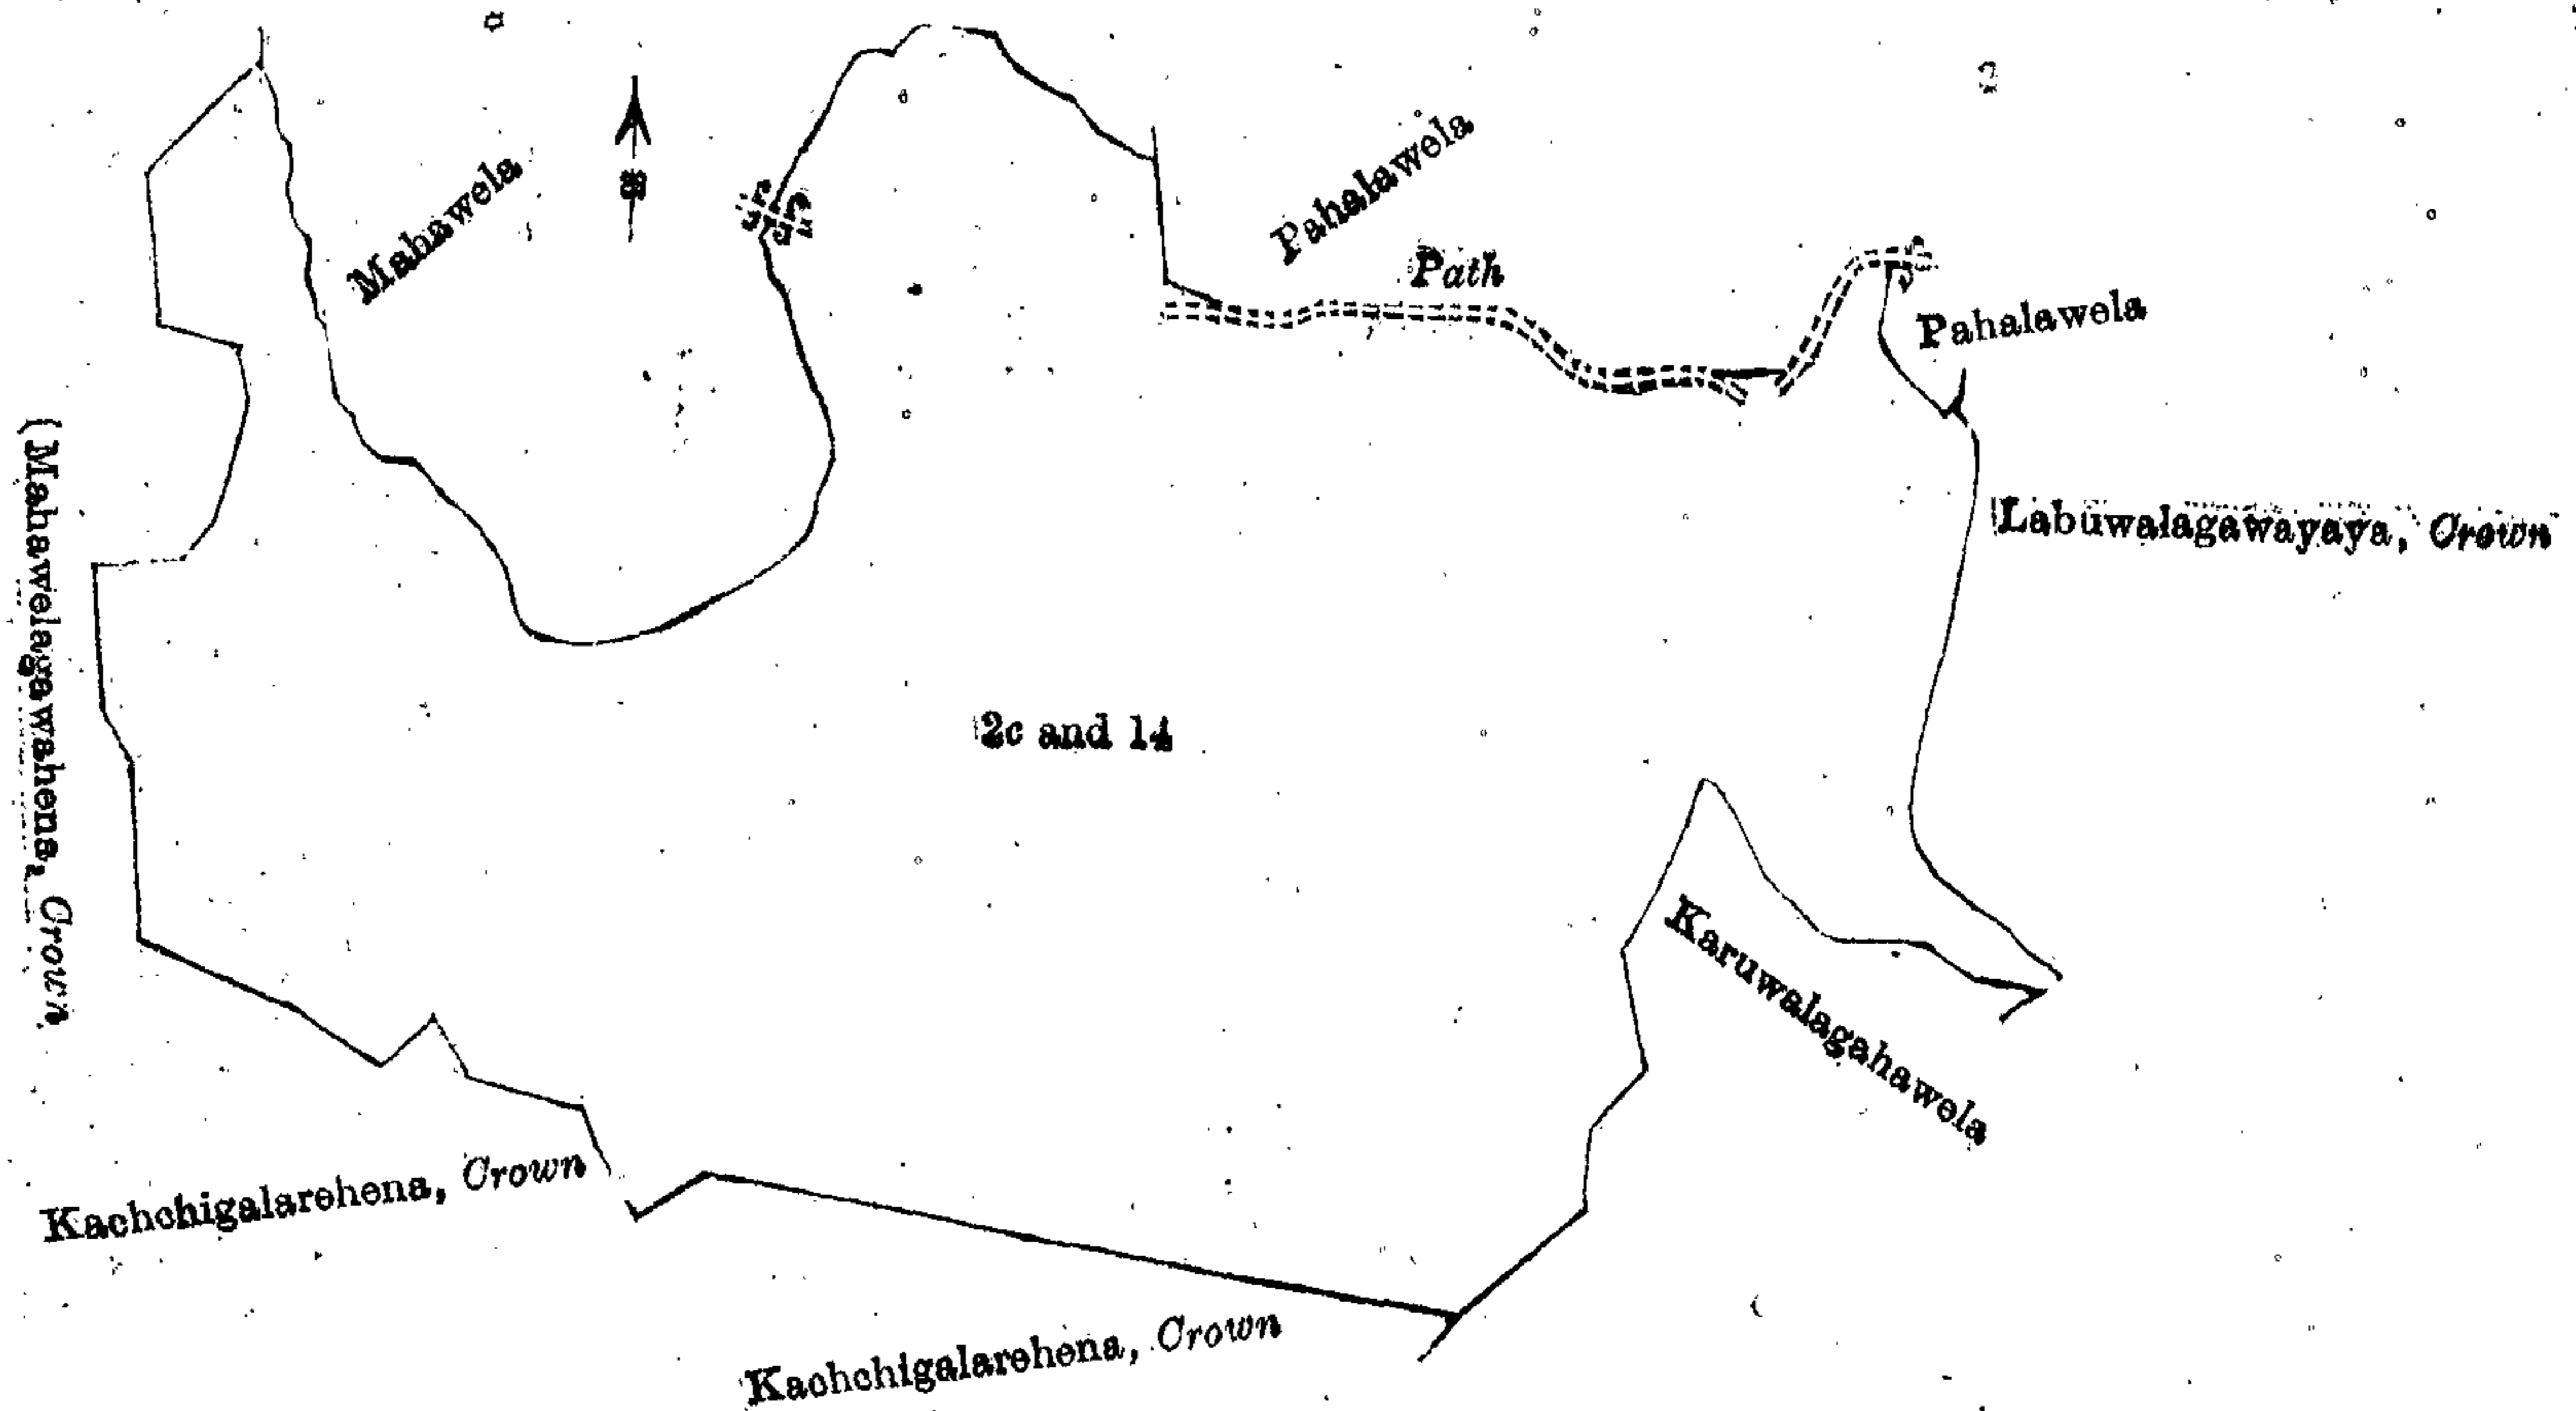 Mahawela
Pahalawela
Path
Pahalawela
Labuwalagawayaya, Crown
(Mahawelagawahena, Crown
2c and 14
Karuwalagahawela
Kachchigalarehena, Crown
Kachchigalarehena, Crown